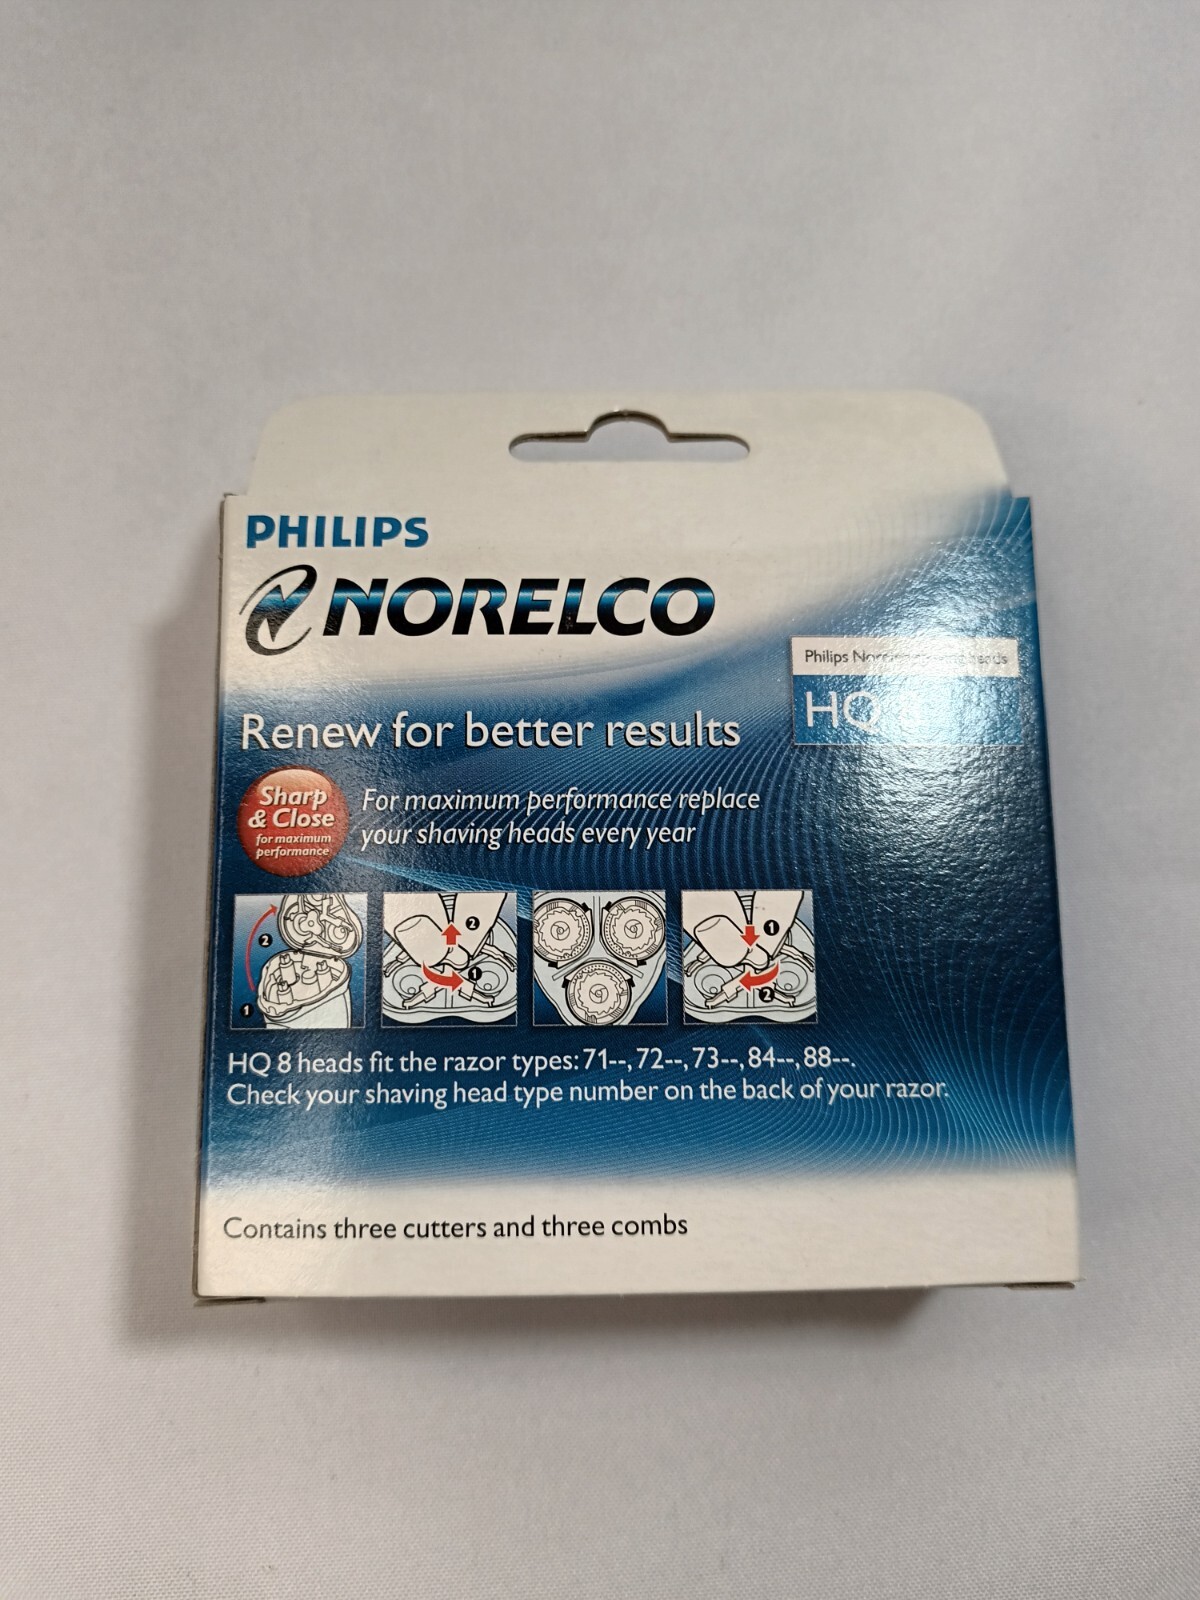 PHILIPS
NORELCO
Philips heads
HQ
Renew for better results
Sharp
& Close
for maximum
performance
For maximum performance replace
your shaving heads every year
2
1
2
1
1
2
HQ 8 heads fit the razor types: 71--, 72--, 73--, 84--, 88--.
Check your shaving head type number on the back of your razor.
Contains three cutters and three combs